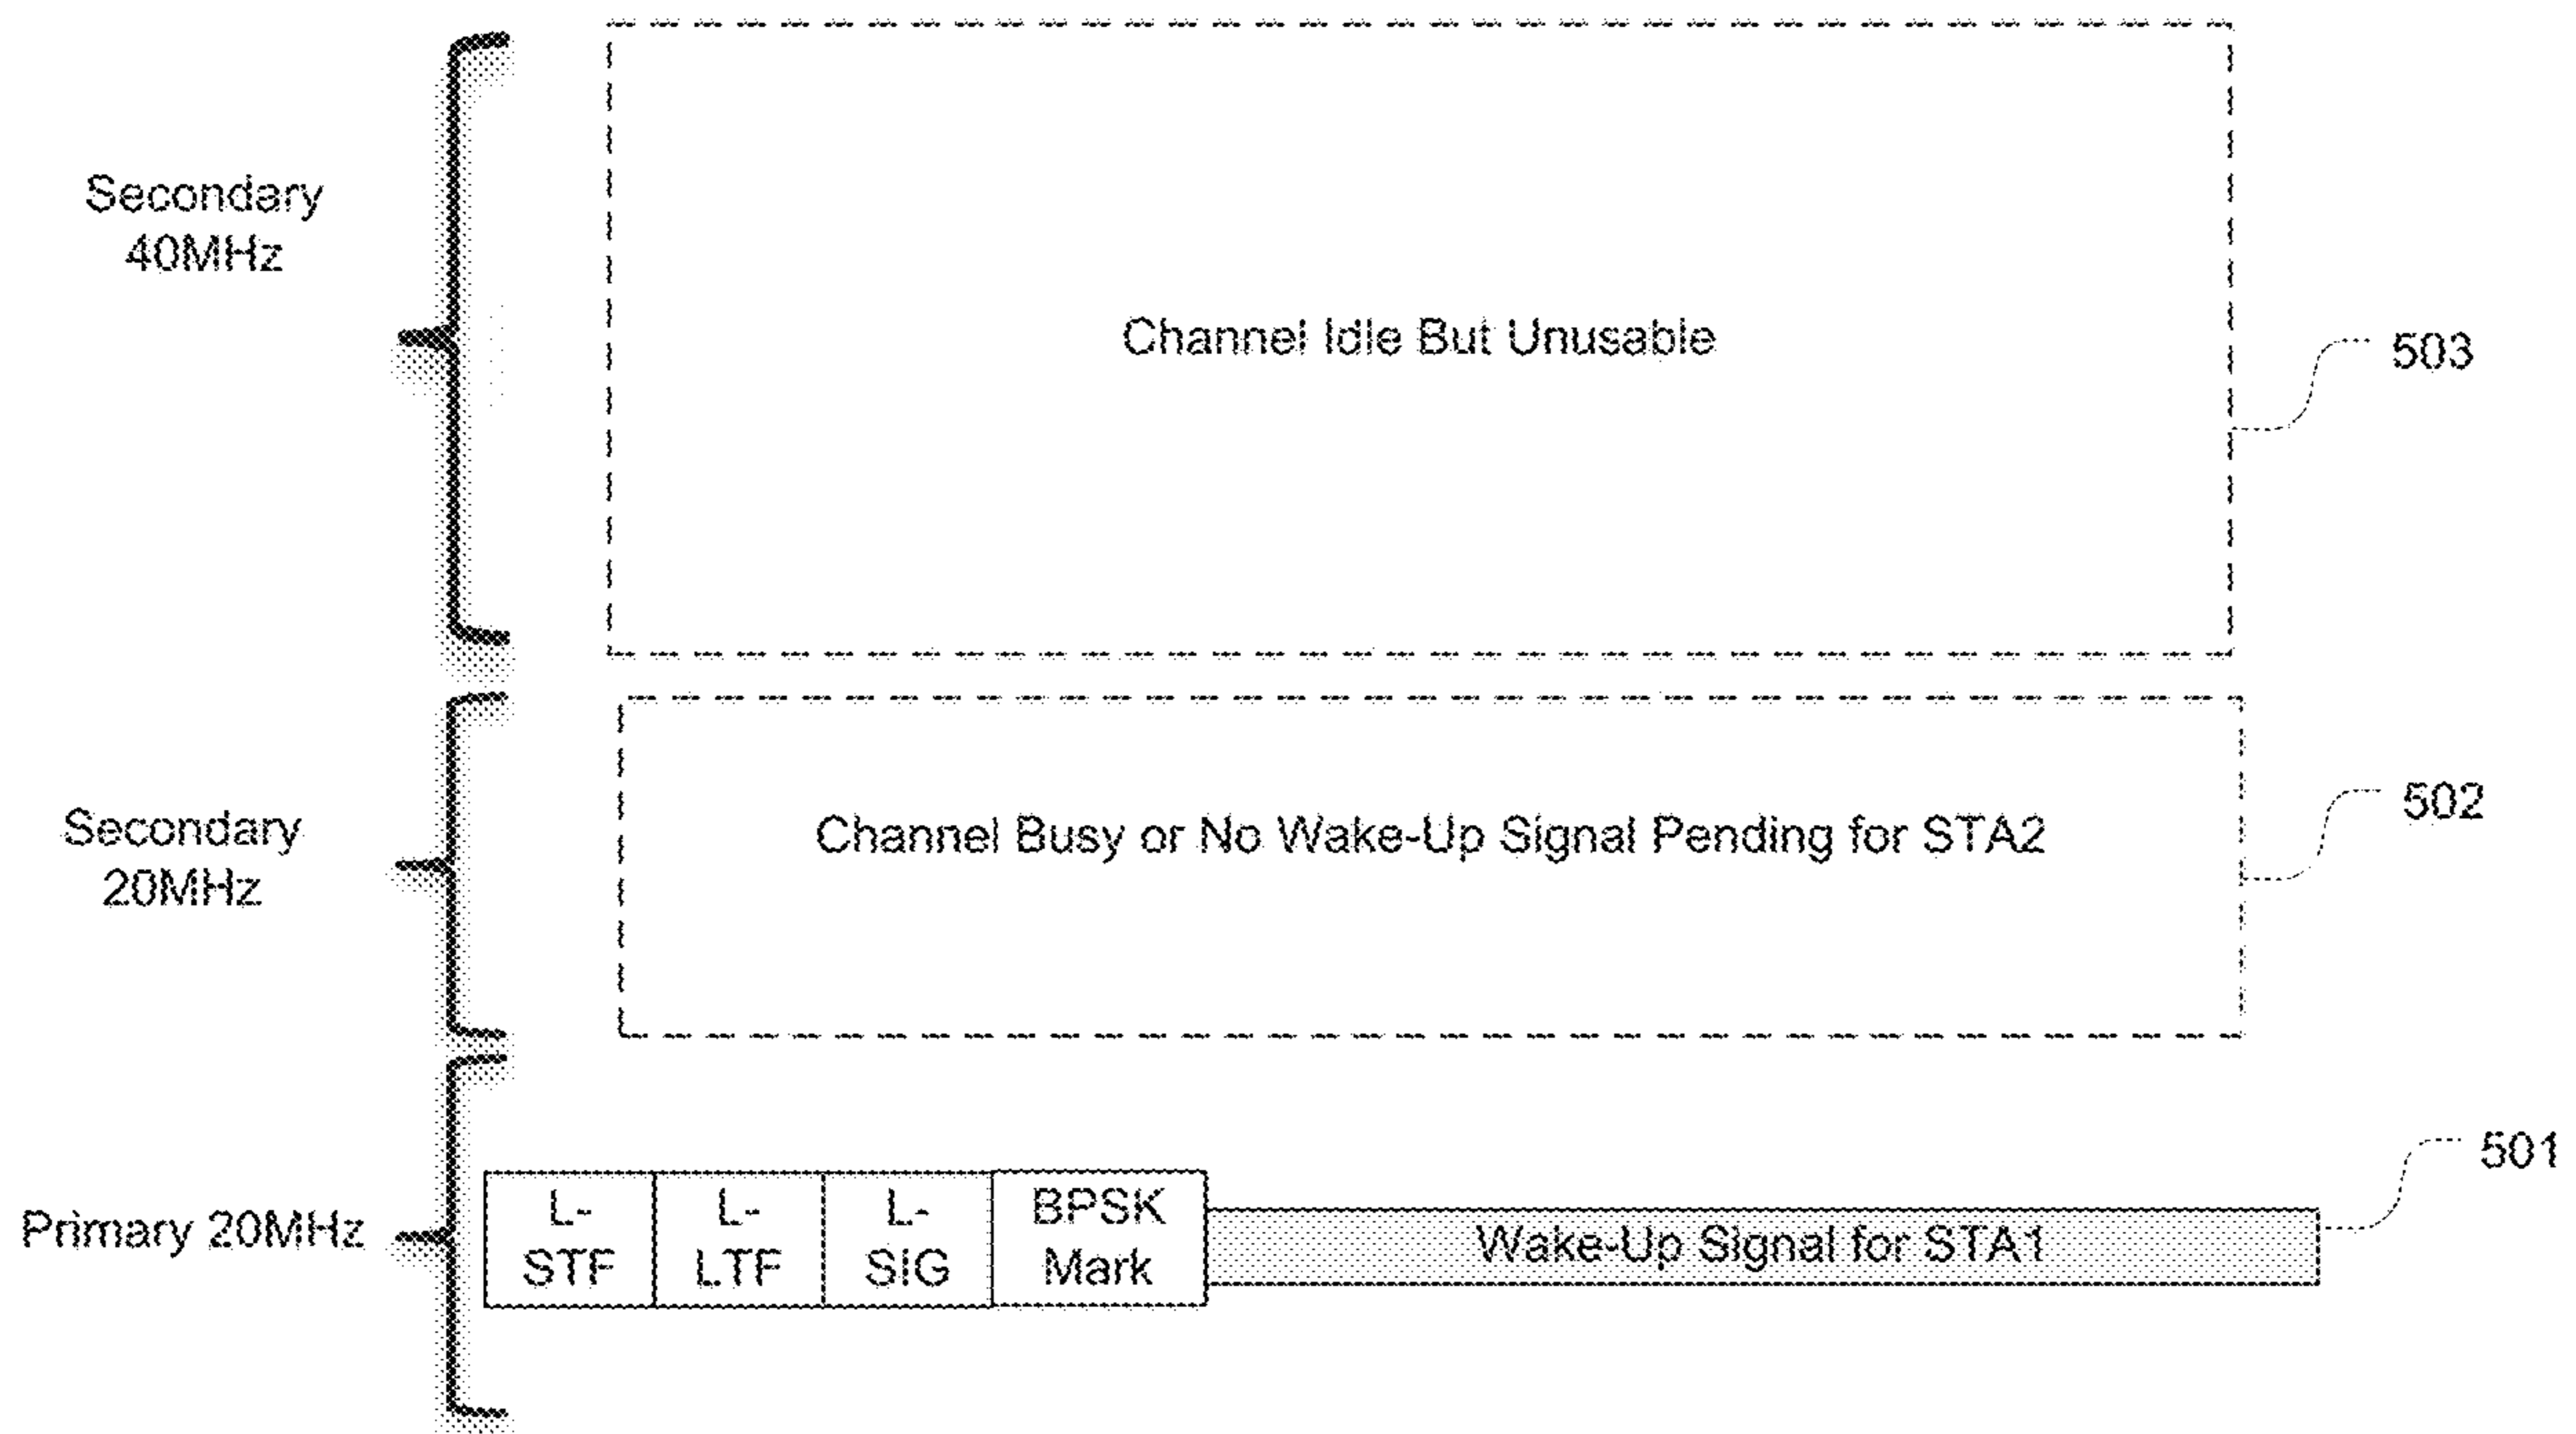 Secondary
40MHz
Channel Idle But Unusable
503
Secondary
20MHz
Channel Busy or No Wake-Up Signal Pending for STA2
502
Primary 20MHz
L-
STF
L-
LTF
L-
SIG
BPSK
Mark
Wake-Up Signal for STA1
501